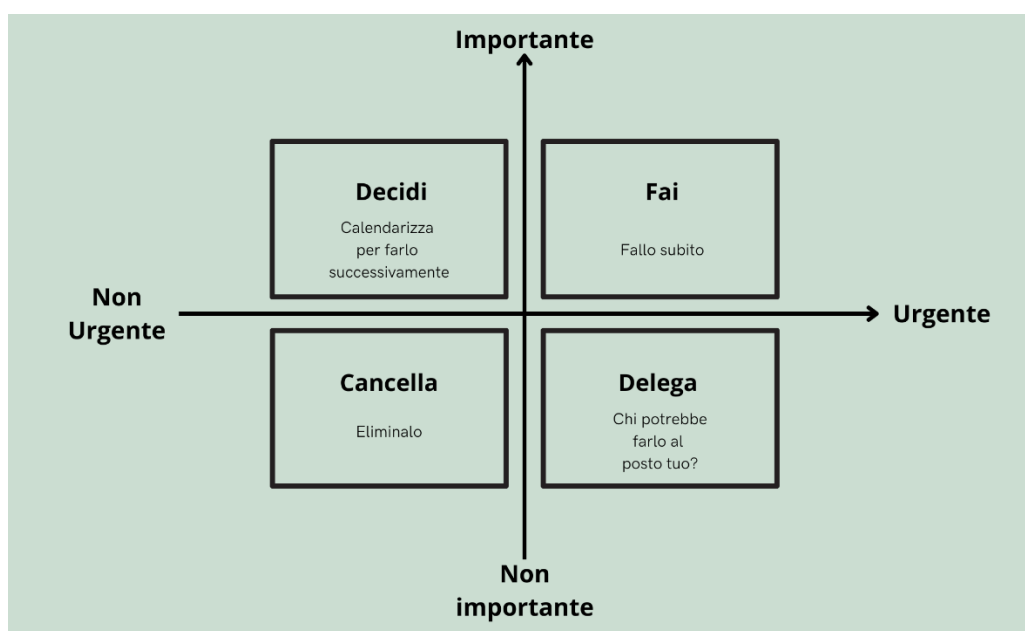 Importante
Decidi
Calendarizza
per farlo
successivamente
Fai
Fallo subito
Non
Urgente
Urgente
Cancella
Eliminalo
Delega
Chi potrebbe
farlo al
posto tuo?
Non
importante